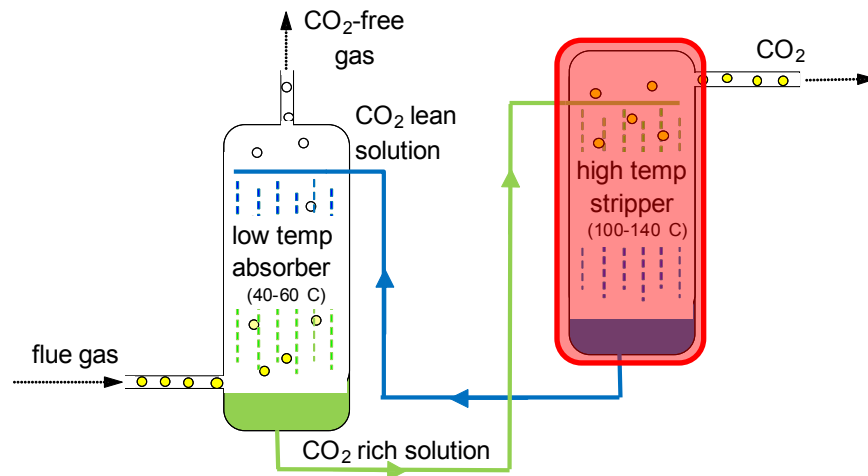 CO2-free
gas
CO2 lean
solution
low temp
absorber
(40-60 C)
flue gas
CO2 rich solution
CO2
high temp
stripper
(100-140 C)